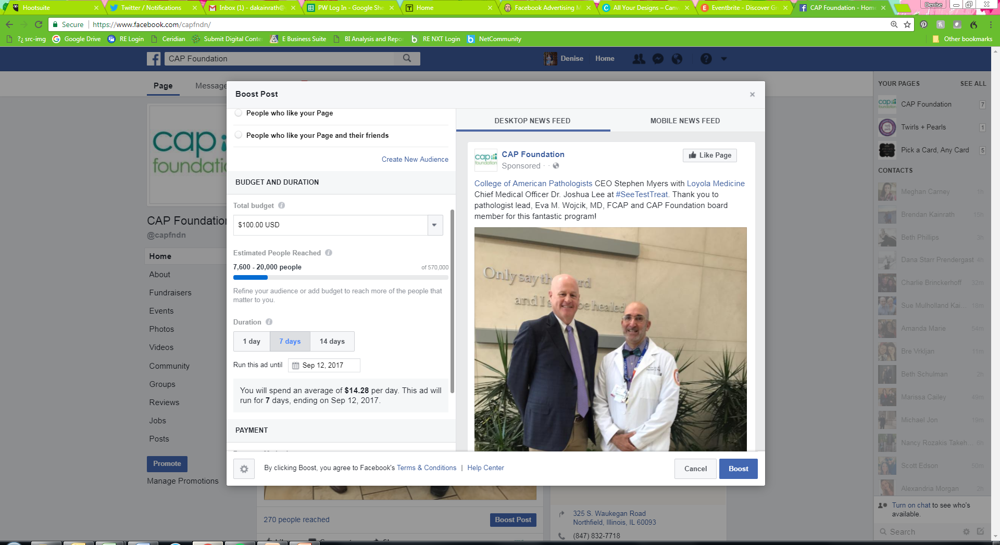 Hootsuite
Twitter / Notifications
Inbox (1) - dakainrath@
PW Log In - Google She
Home
Facebook Advertising M
All Your Designs – Canv
Eventbrite - Discover Gr
CAP Foundation - Home
Denise
Secure https://www.facebook.com/capfndn/
?¿ src-img
Google Drive
RE Login
Ceridian
Submit Digital Conte
E Business Suite
BI Analysis and Repo
RE NXT Login
NetCommunity
Other bookmarks
CAP Foundation
Denise
Home
Page
Message
cap
foundation
CAP Foundation
@capfndn
Home
About
Fundraisers
Events
Photos
Videos
Community
Groups
Reviews
Jobs
Posts
Promote
Manage Promotions
Boost Post
People who like your Page
People who like your Page and their friends
Create New Audience
BUDGET AND DURATION
Total budget
$100.00 USD
Estimated People Reached
7,600 - 20,000 people
of 570,000
Refine your audience or add budget to reach more of the people that
matter to you.
Duration
1 day
7 days
14 days
Run this ad until
Sep 12, 2017
You will spend an average of $14.28 per day. This ad will
run for 7 days, ending on Sep 12, 2017.
PAYMENT
DESKTOP NEWS FEED
MOBILE NEWS FEED
cap
foundation
CAP Foundation
Sponsored ·
Like Page
College of American Pathologists CEO Stephen Myers with Loyola Medicine
Chief Medical Officer Dr. Joshua Lee at #SeeTestTreat. Thank you to
pathologist lead, Eva M. Wojcik, MD, FCAP and CAP Foundation board
member for this fantastic program!
Only say th rd
and I s be healed
By clicking Boost, you agree to Facebook's Terms & Conditions | Help Center
Cancel
Boost
270 people reached
Boost Post
325 S. Waukegan Road
Northfield, Illinois, IL 60093
(847) 832-7718
YOUR PAGES
SEE ALL
cap
foundation
CAP Foundation
7
Twirls + Pearls
1
Pick a Card, Any Card
5
CONTACTS
Meghan Carney 1h
Brendan Kainrath 15h
Beth Phillips 3h
Dana Starr Prendergast 4h
Charlie Brinckerhoff 32m
Sue Mulholland Kai... 18m
Amanda Marie 54m
Bre Vrkljan 11m
Beth Schulman 2h
Marissa Cailey 49m
Michael Jon 19m
Nancy Rozakis Takeh... 6h
Scott Edson 50m
Alexandria Morgan 2h
Turn on chat to see who's
available.
Search